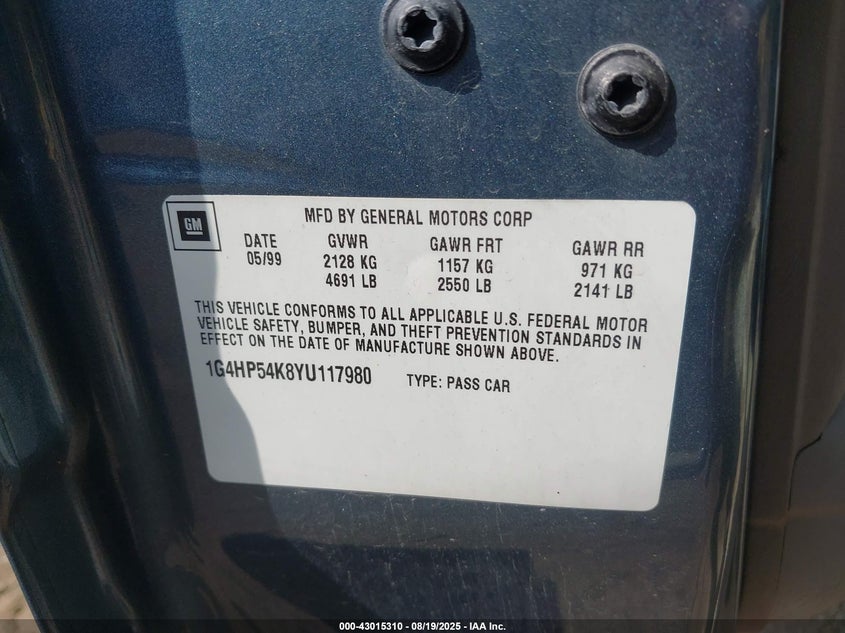 GM
MFD BY GENERAL MOTORS CORP
DATE GVWR GAWR FRT GAWR RR
05/99 2128 KG 1157 KG 971 KG
4691 LB 2550 LB 2141 LB
THIS VEHICLE CONFORMS TO ALL APPLICABLE U.S. FEDERAL MOTOR
VEHICLE SAFETY, BUMPER, AND THEFT PREVENTION STANDARDS IN
EFFECT ON THE DATE OF MANUFACTURE SHOWN ABOVE.
1G4HP54K8YU117980 TYPE: PASS CAR
000-43015310 - 08/19/2025 - IAA Inc.